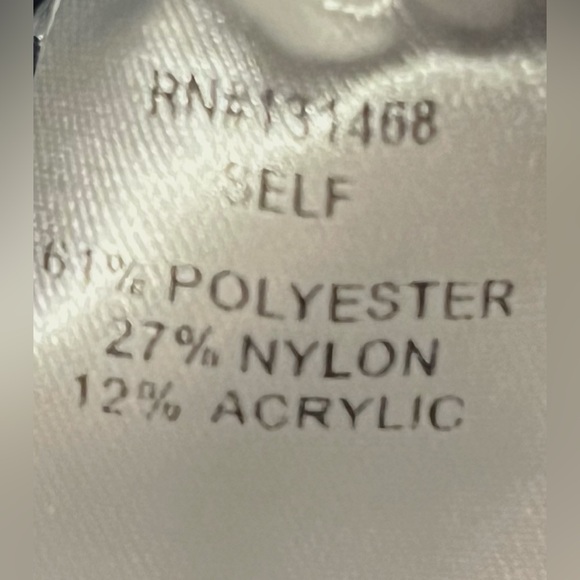 RN#131468
SELF
61% POLYESTER
27% NYLON
12% ACRYLIC